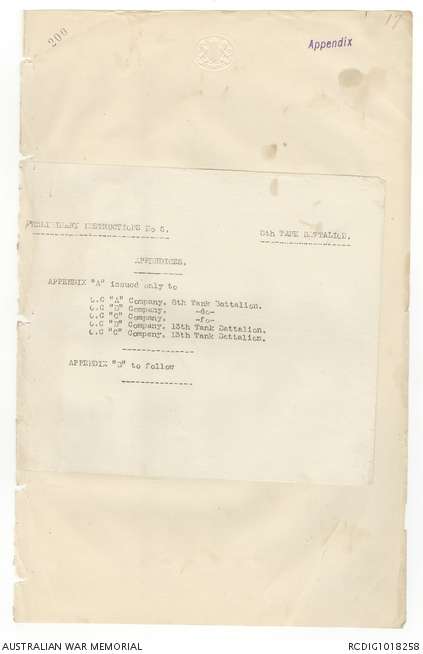 200
Appendix
17
PRELIMINARY INSTRUCTIONS No 5.
8th TANK BATTALION.
APPENDICES.
APPENDIX "A" issued only to
O.C "A" Company, 8th Tank Battalion.
O.C "B" Company, -do-
O.C "C" Company, -fo-
O.C "B" Company, 13th Tank Battalion.
O.C "C" Company, 13th Tank Battalion.
APPENDIX to follow
AUSTRALIAN WAR MEMORIAL
RCDIG1018258